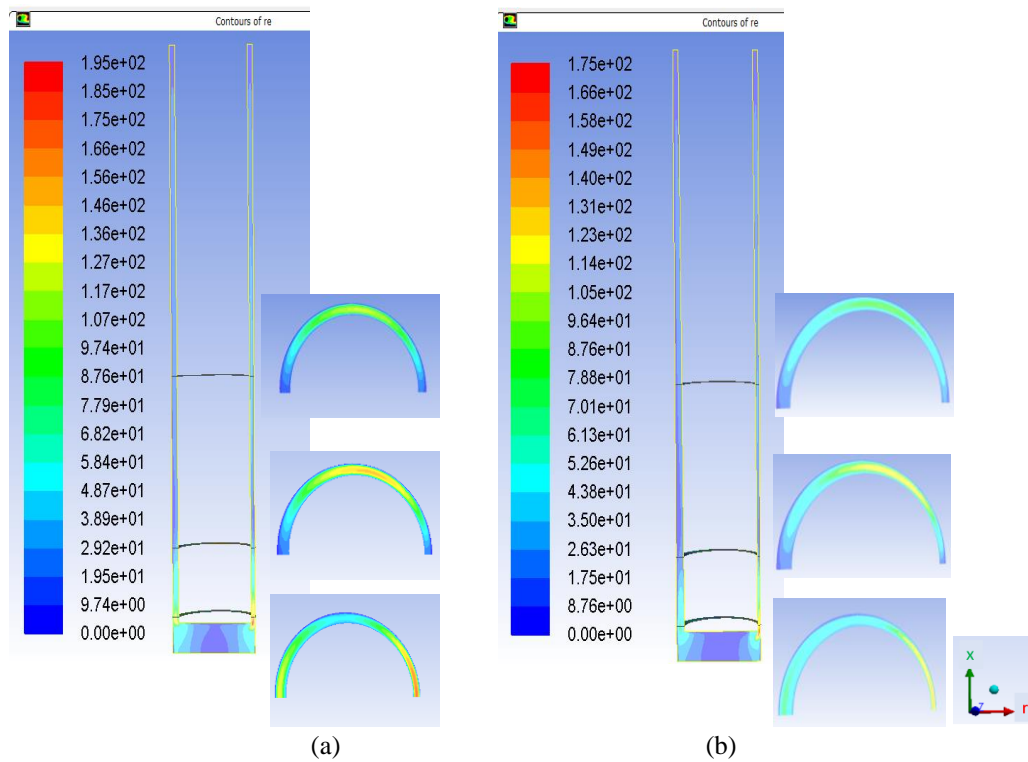 Contours of re
1.95e+02
1.85e+02
1.75e+02
1.66e+02
1.56e+02
1.46e+02
1.36e+02
1.27e+02
1.17e+02
1.07e+02
9.74e+01
8.76e+01
7.79e+01
6.82e+01
5.84e+01
4.87e+01
3.89e+01
2.92e+01
1.95e+01
9.74e+00
0.00e+00
(a)
Contours of re
1.75e+02
1.66e+02
1.58e+02
1.49e+02
1.40e+02
1.31e+02
1.23e+02
1.14e+02
1.05e+02
9.64e+01
8.76e+01
7.88e+01
7.01e+01
6.13e+01
5.26e+01
4.38e+01
3.50e+01
2.63e+01
1.75e+01
8.76e+00
0.00e+00
x
z
r
(b)